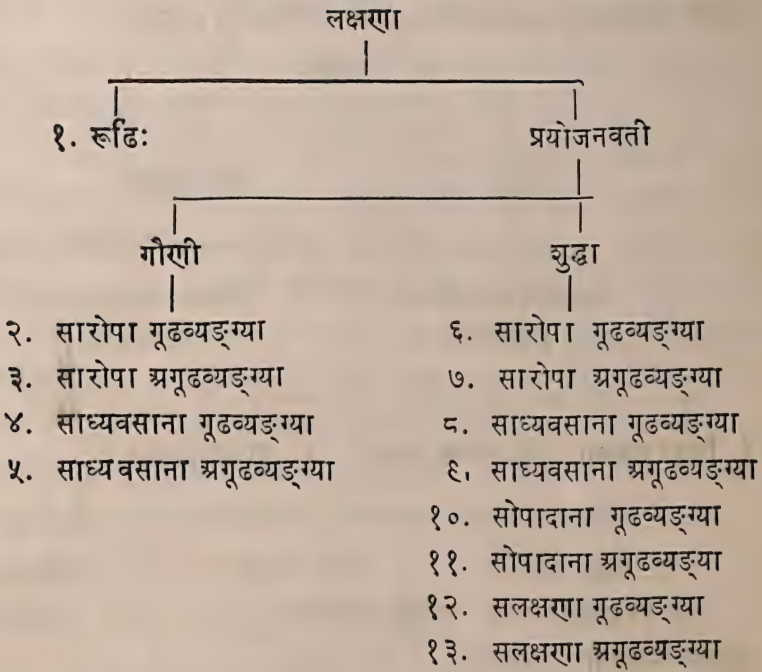 लक्षणा
१. रूढिः प्रयोजनवती
गौणी शुद्धा
२. सारोपा गूढव्यङ्ग्या
३. सारोपा अगूढव्यङ्ग्या
४. साध्यवसाना गूढव्यङ्ग्या
५. साध्यवसाना अगूढव्यङ्ग्या
६. सारोपा गूढव्यङ्ग्या
७. सारोपा अगूढव्यङ्ग्या
८. साध्यवसाना गूढव्यङ्ग्या
९. साध्यवसाना अगूढव्यङ्ग्या
१०. सोपादाना गूढव्यङ्ग्या
११. सोपादाना अगूढव्यङ्या
१२. सलक्षणा गूढव्यङ्ग्या
१३. सलक्षणा अगूढव्यङ्ग्या